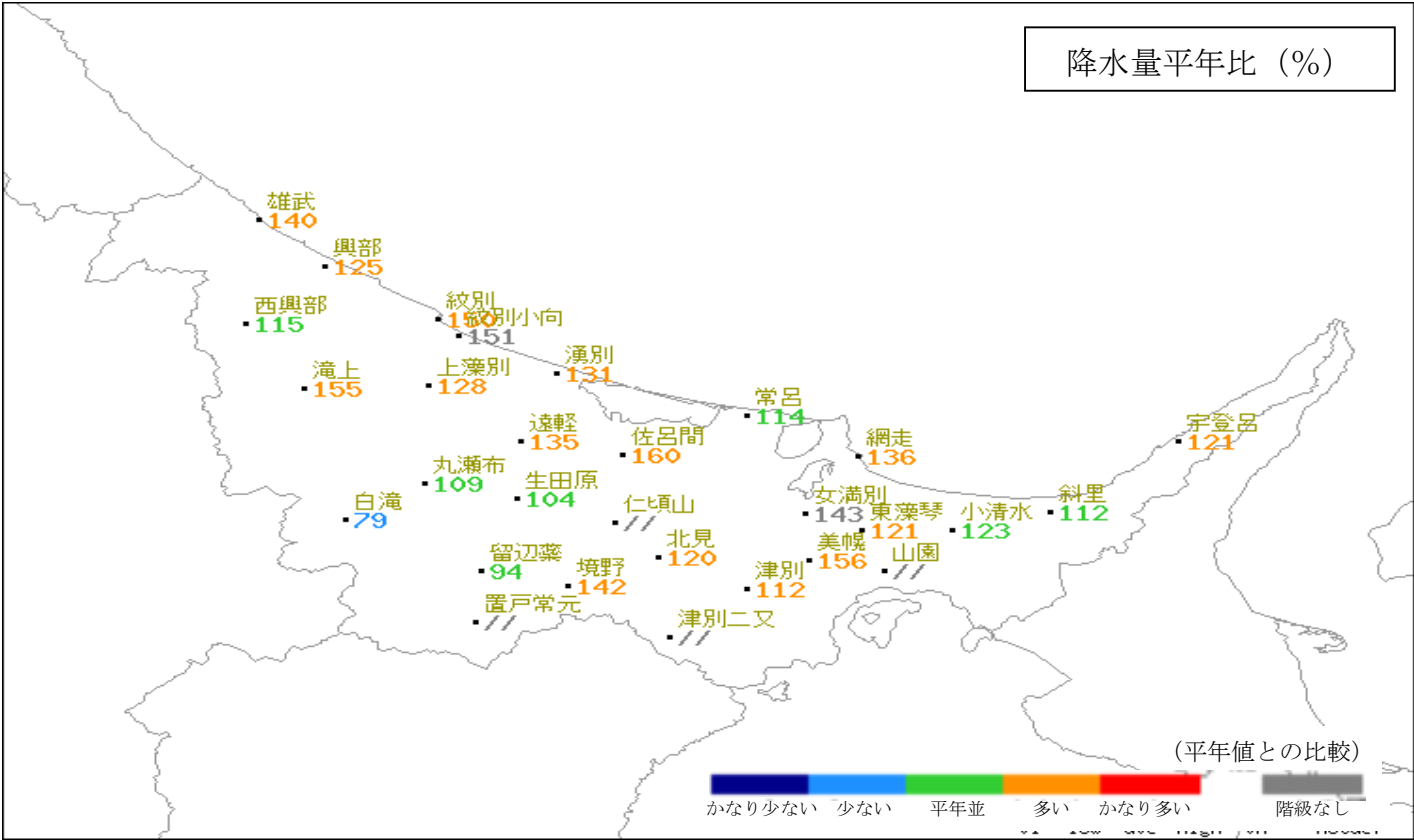 降水量平年比（％）
雄武
140
興部
125
西興部
115
紋別
紋別小向
151
滝上
155
上藻別
128
湧別
131
常呂
114
遠軽
135
佐呂間
160
網走
136
宇登呂
121
丸瀬布
109
生田原
104
白滝
79
仁頃山
//
女満別
143
東藻琴
121
小清水
123
斜里
112
北見
120
美幌
156
山園
//
留辺蘂
94
境野
142
津別
112
置戸常元
//
津別二又
//
（平年値との比較）
かなり少ない 少ない 平年並 多い かなり多い 階級なし